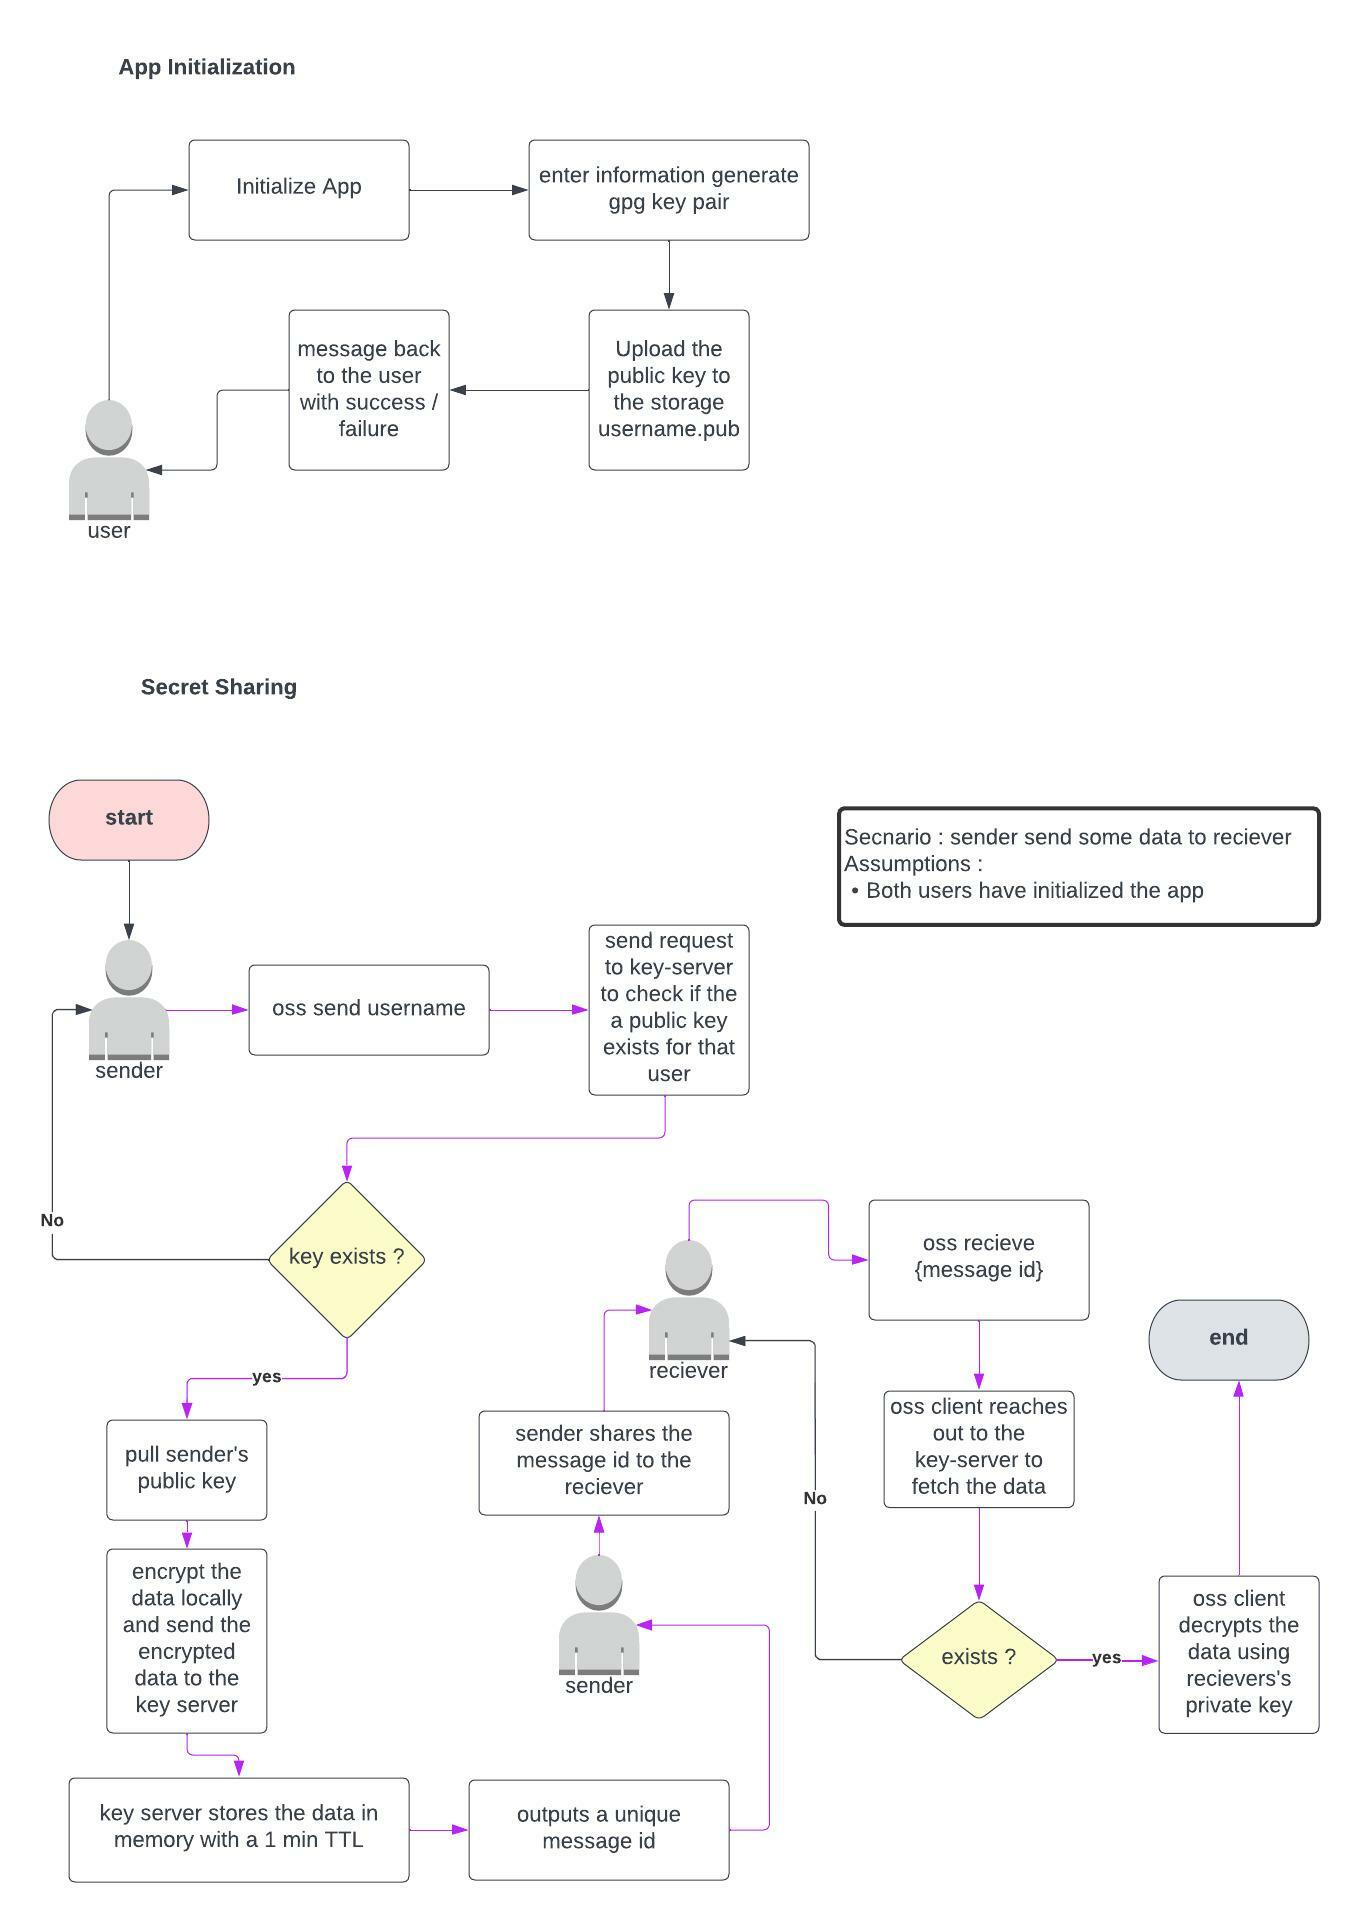 App Initialization
Initialize App
enter information generate
gpg key pair
Upload the
public key to
the storage
username.pub
message back
to the user
with success /
failure
user
Secret Sharing
start
Secnario : sender send some data to reciever
Assumptions :
• Both users have initialized the app
sender
oss send username
send request
to key-server
to check if the
a public key
exists for that
user
key exists ?
No
yes
pull sender's
public key
encrypt the
data locally
and send the
encrypted
data to the
key server
key server stores the data in
memory with a 1 min TTL
outputs a unique
message id
sender
sender shares the
message id to the
reciever
reciever
oss recieve
{message id}
oss client reaches
out to the
key-server to
fetch the data
exists ?
No
yes
oss client
decrypts the
data using
recievers's
private key
end